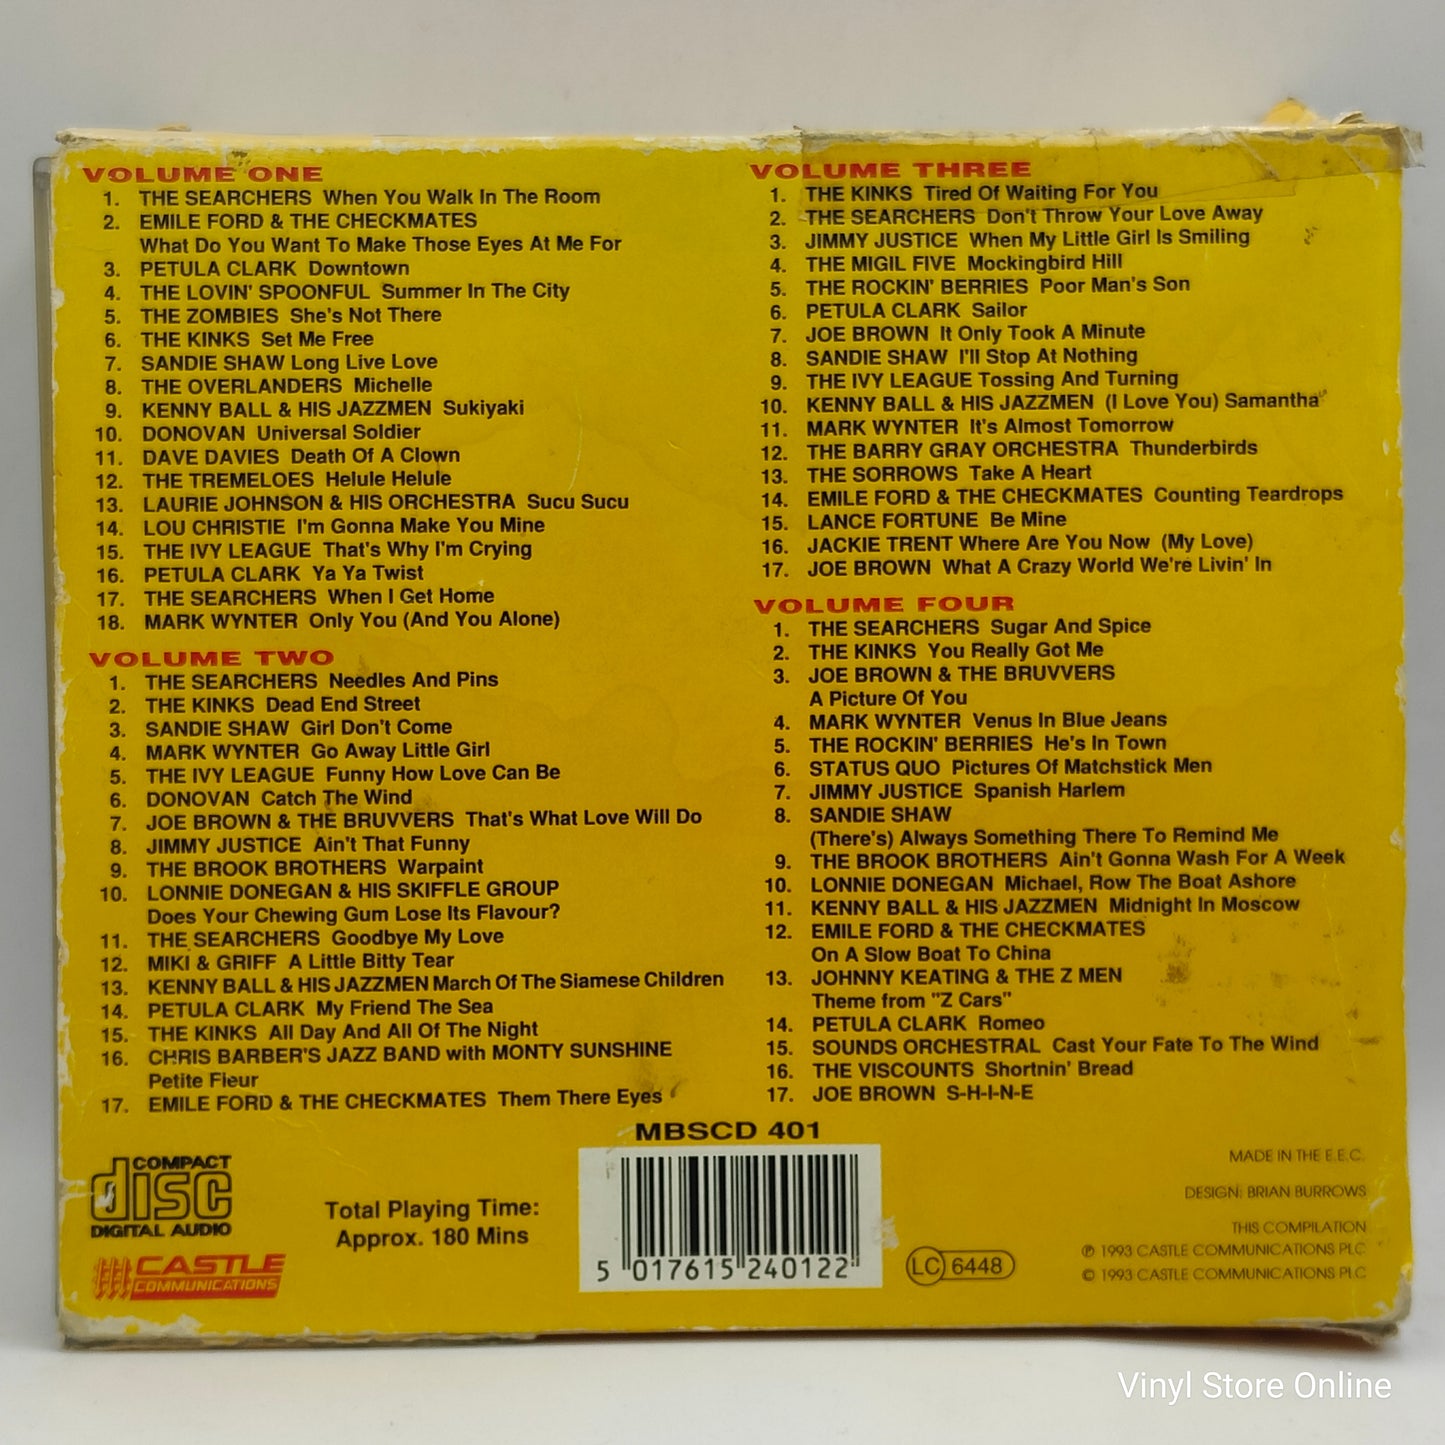 VOLUME ONE
1. THE SEARCHERS When You Walk In The Room
2. EMILE FORD & THE CHECKMATES
What Do You Want To Make Those Eyes At Me For
3. PETULA CLARK Downtown
4. THE LOVIN' SPOONFUL Summer In The City
5. THE ZOMBIES She's Not There
6. THE KINKS Set Me Free
7. SANDIE SHAW Long Live Love
8. THE OVERLANDERS Michelle
9. KENNY BALL & HIS JAZZMEN Sukiyaki
10. DONOVAN Universal Soldier
11. DAVE DAVIES Death Of A Clown
12. THE TREMELOES Helule Helule
13. LAURIE JOHNSON & HIS ORCHESTRA Sucu Sucu
14. LOU CHRISTIE I'm Gonna Make You Mine
15. THE IVY LEAGUE That's Why I'm Crying
16. PETULA CLARK Ya Ya Twist
17. THE SEARCHERS When I Get Home
18. MARK WYNTER Only You (And You Alone)
VOLUME TWO
1. THE SEARCHERS Needles And Pins
2. THE KINKS Dead End Street
3. SANDIE SHAW Girl Don't Come
4. MARK WYNTER Go Away Little Girl
5. THE IVY LEAGUE Funny How Love Can Be
6. DONOVAN Catch The Wind
7. JOE BROWN & THE BRUVVERS That's What Love Will Do
8. JIMMY JUSTICE Ain't That Funny
9. THE BROOK BROTHERS Warpaint
10. LONNIE DONEGAN & HIS SKIFFLE GROUP
Does Your Chewing Gum Lose Its Flavour?
11. THE SEARCHERS Goodbye My Love
12. MIKI & GRIFF A Little Bitty Tear
13. KENNY BALL & HIS JAZZMEN March Of The Siamese Children
14. PETULA CLARK My Friend The Sea
15. THE KINKS All Day And All Of The Night
16. CHRIS BARBER'S JAZZ BAND with MONTY SUNSHINE
Petite Fleur
17. EMILE FORD & THE CHECKMATES Them There Eyes
VOLUME THREE
1. THE KINKS Tired Of Waiting For You
2. THE SEARCHERS Don't Throw Your Love Away
3. JIMMY JUSTICE When My Little Girl Is Smiling
4. THE MIGIL FIVE Mockingbird Hill
5. THE ROCKIN' BERRIES Poor Man's Son
6. PETULA CLARK Sailor
7. JOE BROWN It Only Took A Minute
8. SANDIE SHAW I'll Stop At Nothing
9. THE IVY LEAGUE Tossing And Turning
10. KENNY BALL & HIS JAZZMEN (I Love You) Samantha
11. MARK WYNTER It's Almost Tomorrow
12. THE BARRY GRAY ORCHESTRA Thunderbirds
13. THE SORROWS Take A Heart
14. EMILE FORD & THE CHECKMATES Counting Teardrops
15. LANCE FORTUNE Be Mine
16. JACKIE TRENT Where Are You Now (My Love)
17. JOE BROWN What A Crazy World We're Livin' In
VOLUME FOUR
1. THE SEARCHERS Sugar And Spice
2. THE KINKS You Really Got Me
3. JOE BROWN & THE BRUVVERS
A Picture Of You
4. MARK WYNTER Venus In Blue Jeans
5. THE ROCKIN' BERRIES He's In Town
6. STATUS QUO Pictures Of Matchstick Men
7. JIMMY JUSTICE Spanish Harlem
8. SANDIE SHAW
(There's) Always Something There To Remind Me
9. THE BROOK BROTHERS Ain't Gonna Wash For A Week
10. LONNIE DONEGAN Michael, Row The Boat Ashore
11. KENNY BALL & HIS JAZZMEN Midnight In Moscow
12. EMILE FORD & THE CHECKMATES
On A Slow Boat To China
13. JOHNNY KEATING & THE Z MEN
Theme from "Z Cars"
14. PETULA CLARK Romeo
15. SOUNDS ORCHESTRAL Cast Your Fate To The Wind
16. THE VISCOUNTS Shortnin' Bread
17. JOE BROWN S-H-I-N-E
MBSCD 401
COMPACT
disc
DIGITAL AUDIO
CASTLE
COMMUNICATIONS
Total Playing Time:
Approx. 180 Mins
5 017615 240122
LC 6448
MADE IN THE E.E.C.
DESIGN: BRIAN BURROWS
THIS COMPILATION
℗ 1993 CASTLE COMMUNICATIONS PLC
© 1993 CASTLE COMMUNICATIONS PLC
Vinyl Store Online